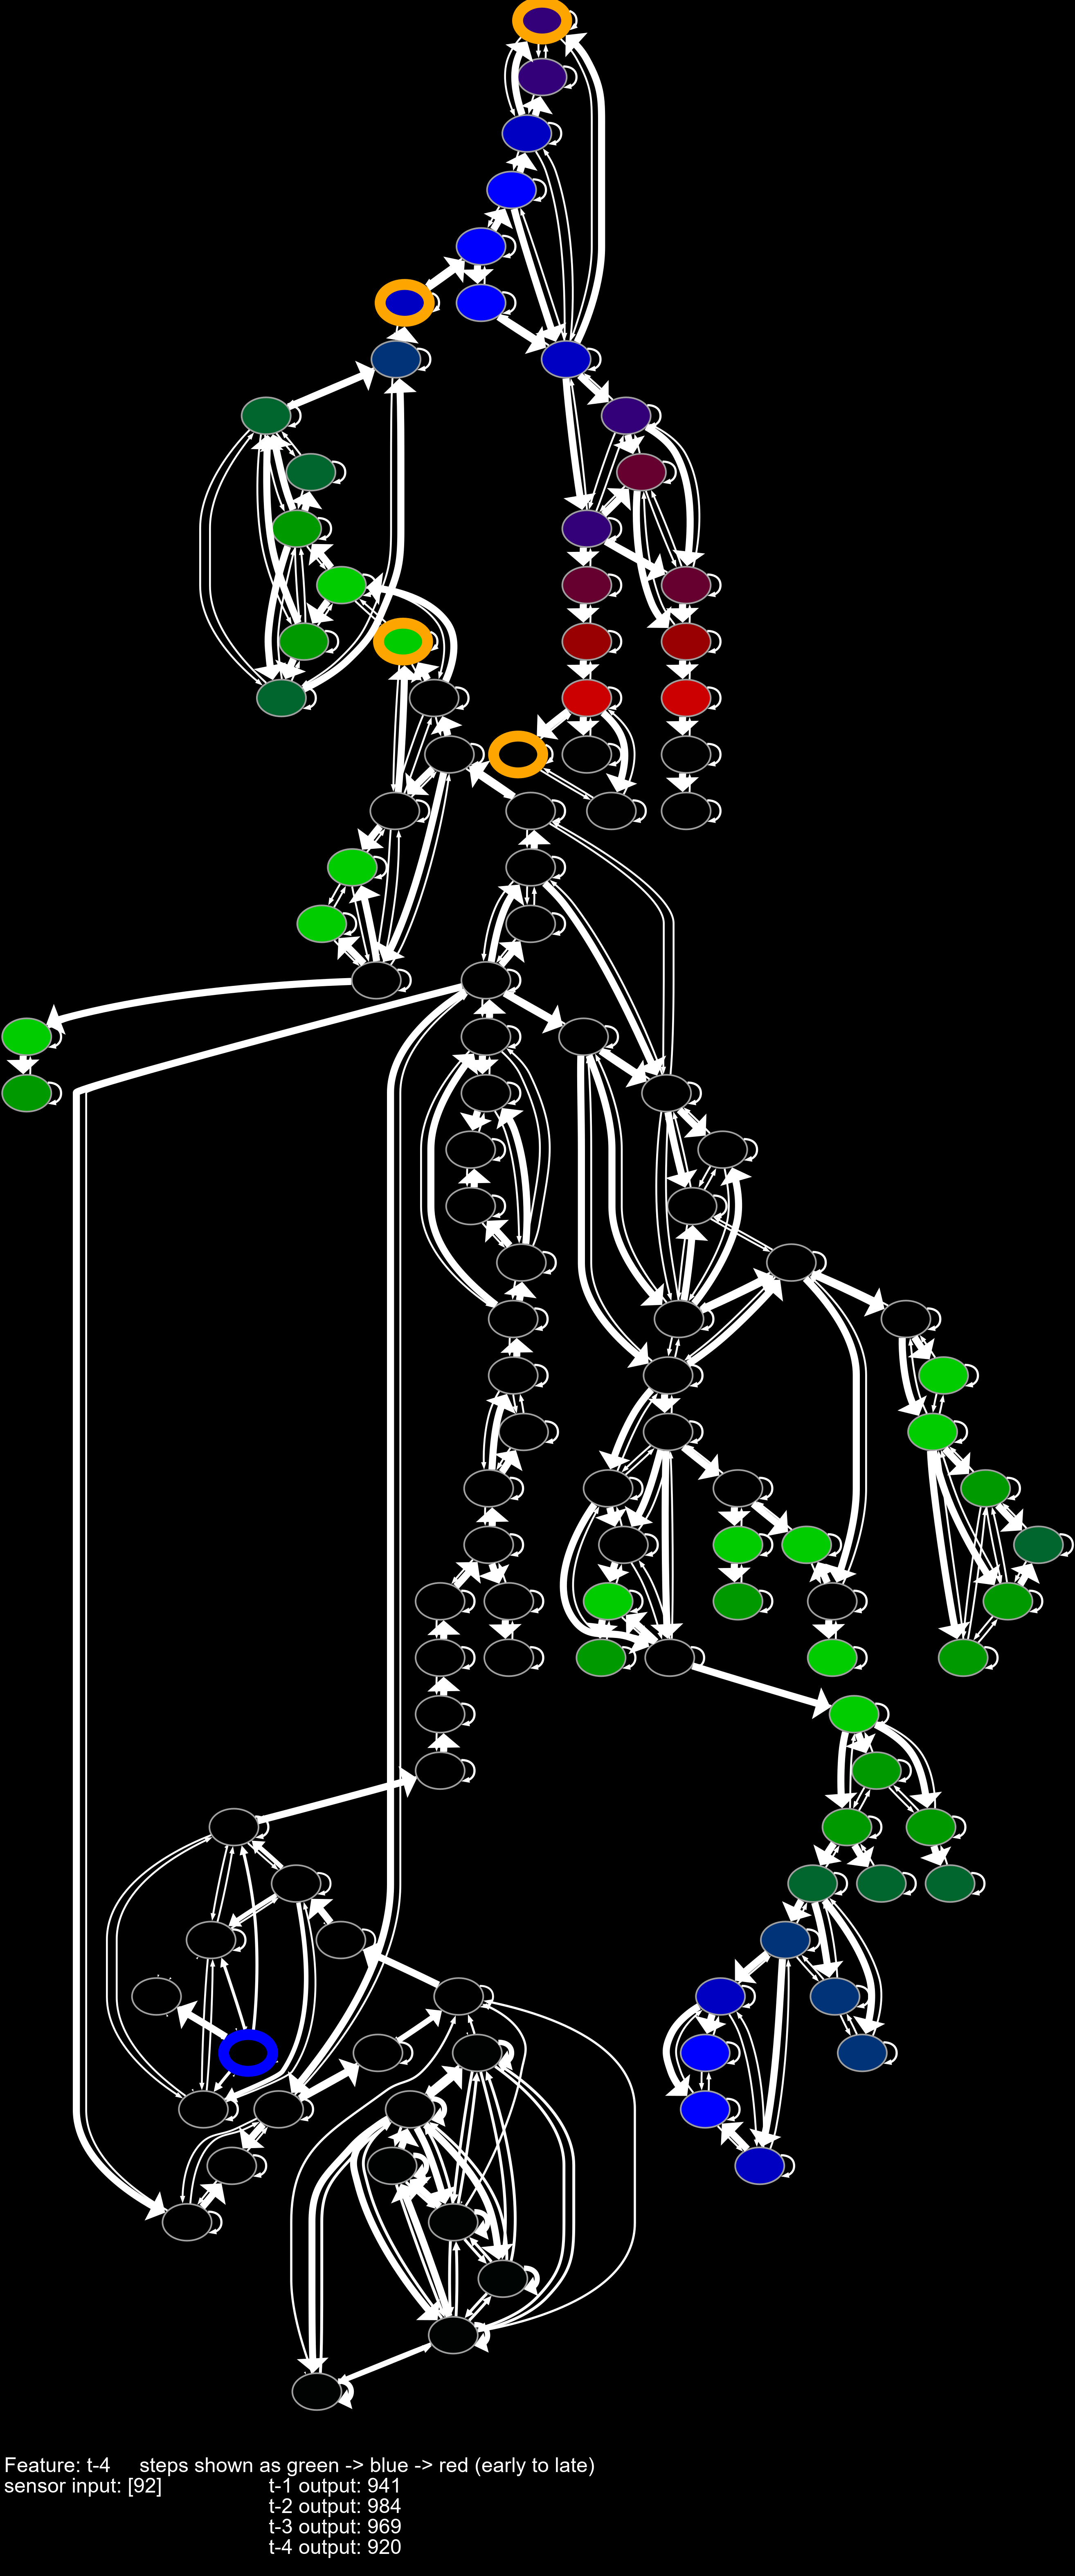 Feature: t-4 steps shown as green -> blue -> red (early to late)
sensor input: [92] t-1 output: 941
t-2 output: 984
t-3 output: 969
t-4 output: 920